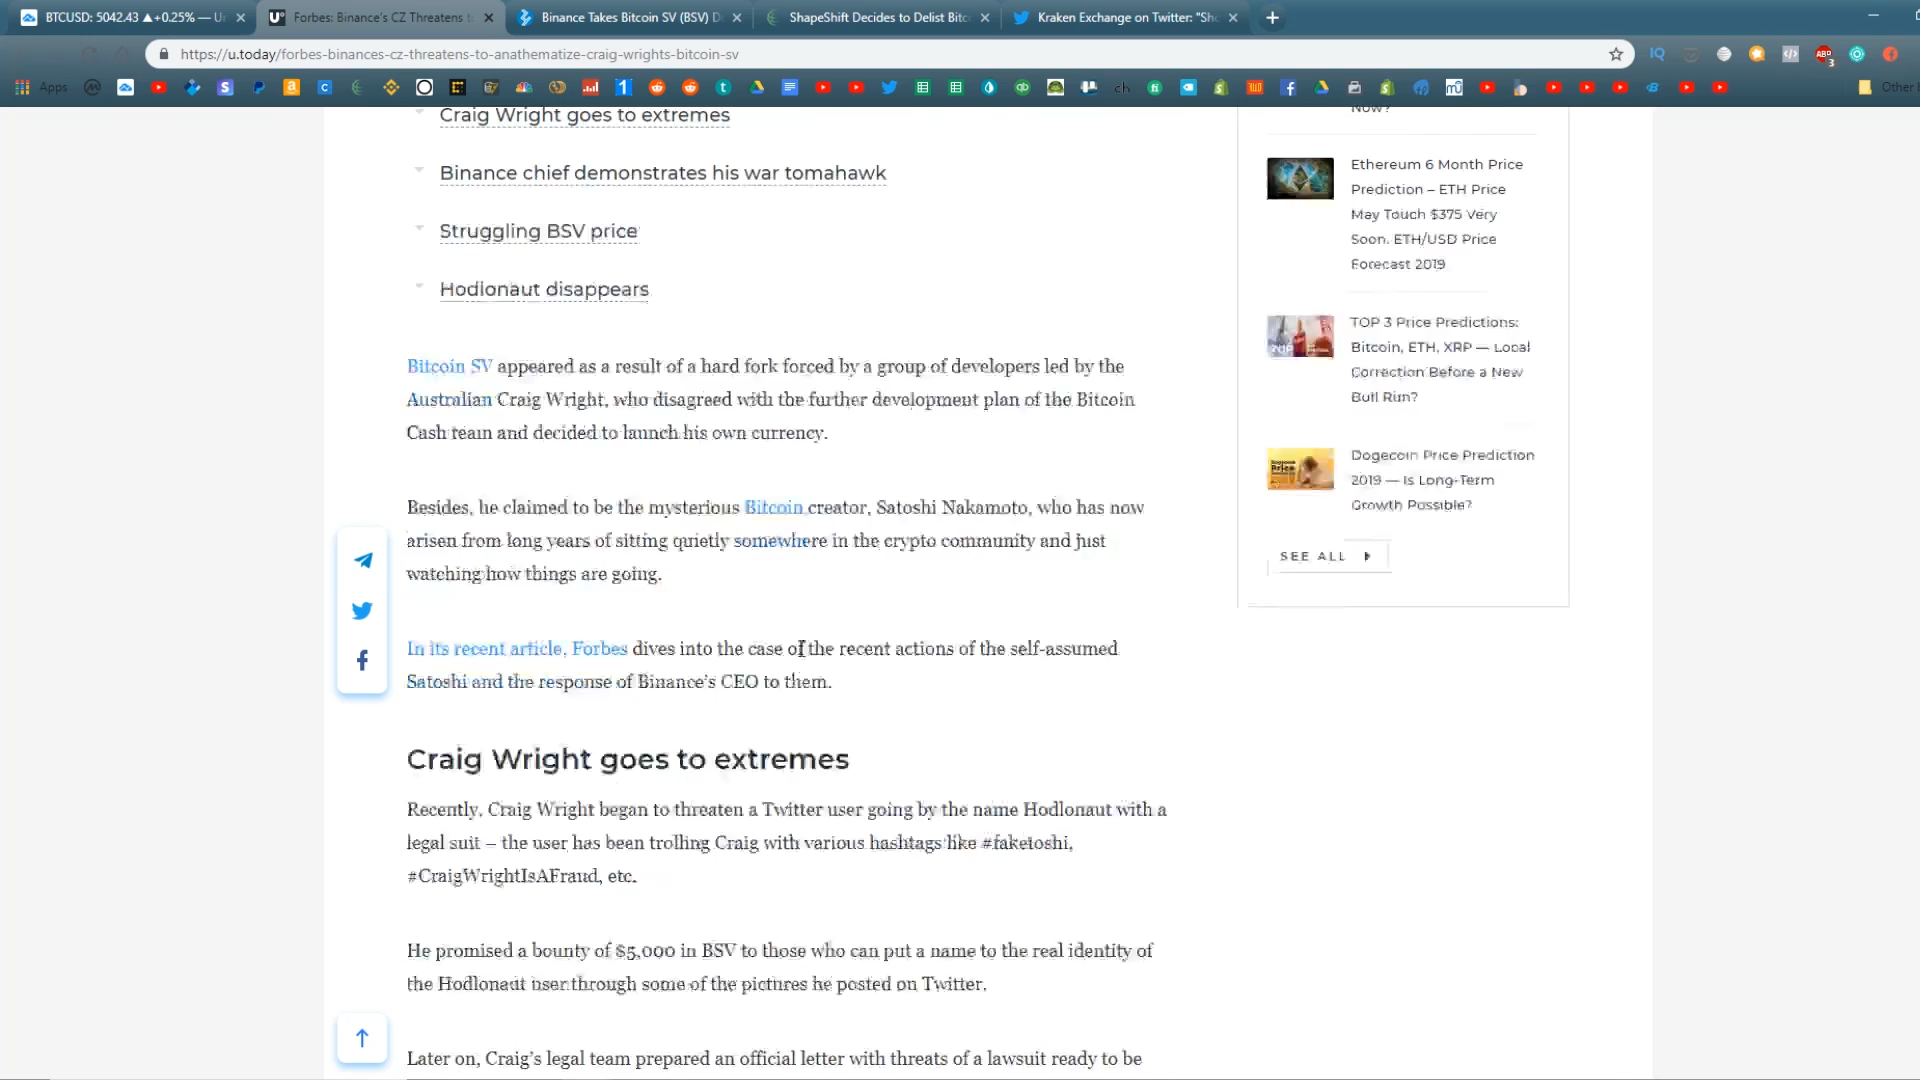 BTCUSD: 5042.43 ▲+0.25% — Un
Forbes: Binance's CZ Threatens to
Binance Takes Bitcoin SV (BSV) D
ShapeShift Decides to Delist Bitc
Kraken Exchange on Twitter: "Sh
https://u.today/forbes-binances-cz-threatens-to-anathematize-craig-wrights-bitcoin-sv
Apps
Other
Craig Wright goes to extremes
Binance chief demonstrates his war tomahawk
Struggling BSV price
Hodlonaut disappears
Bitcoin SV appeared as a result of a hard fork forced by a group of developers led by the
Australian Craig Wright, who disagreed with the further development plan of the Bitcoin
Cash team and decided to launch his own currency.
Besides, he claimed to be the mysterious Bitcoin creator, Satoshi Nakamoto, who has now
arisen from long years of sitting quietly somewhere in the crypto community and just
watching how things are going.
In its recent article, Forbes dives into the case of the recent actions of the self-assumed
Satoshi and the response of Binance's CEO to them.
Craig Wright goes to extremes
Recently, Craig Wright began to threaten a Twitter user going by the name Hodlonaut with a
legal suit – the user has been trolling Craig with various hashtags like #faketoshi,
#CraigWrightIsAFraud, etc.
He promised a bounty of $5,000 in BSV to those who can put a name to the real identity of
the Hodlonaut user through some of the pictures he posted on Twitter.
Later on, Craig's legal team prepared an official letter with threats of a lawsuit ready to be
Now?
Ethereum 6 Month Price
Prediction – ETH Price
May Touch $375 Very
Soon. ETH/USD Price
Forecast 2019
TOP 3 Price Predictions:
Bitcoin, ETH, XRP — Local
Correction Before a New
Bull Run?
Dogecoin Price Prediction
2019 — Is Long-Term
Growth Possible?
SEE ALL